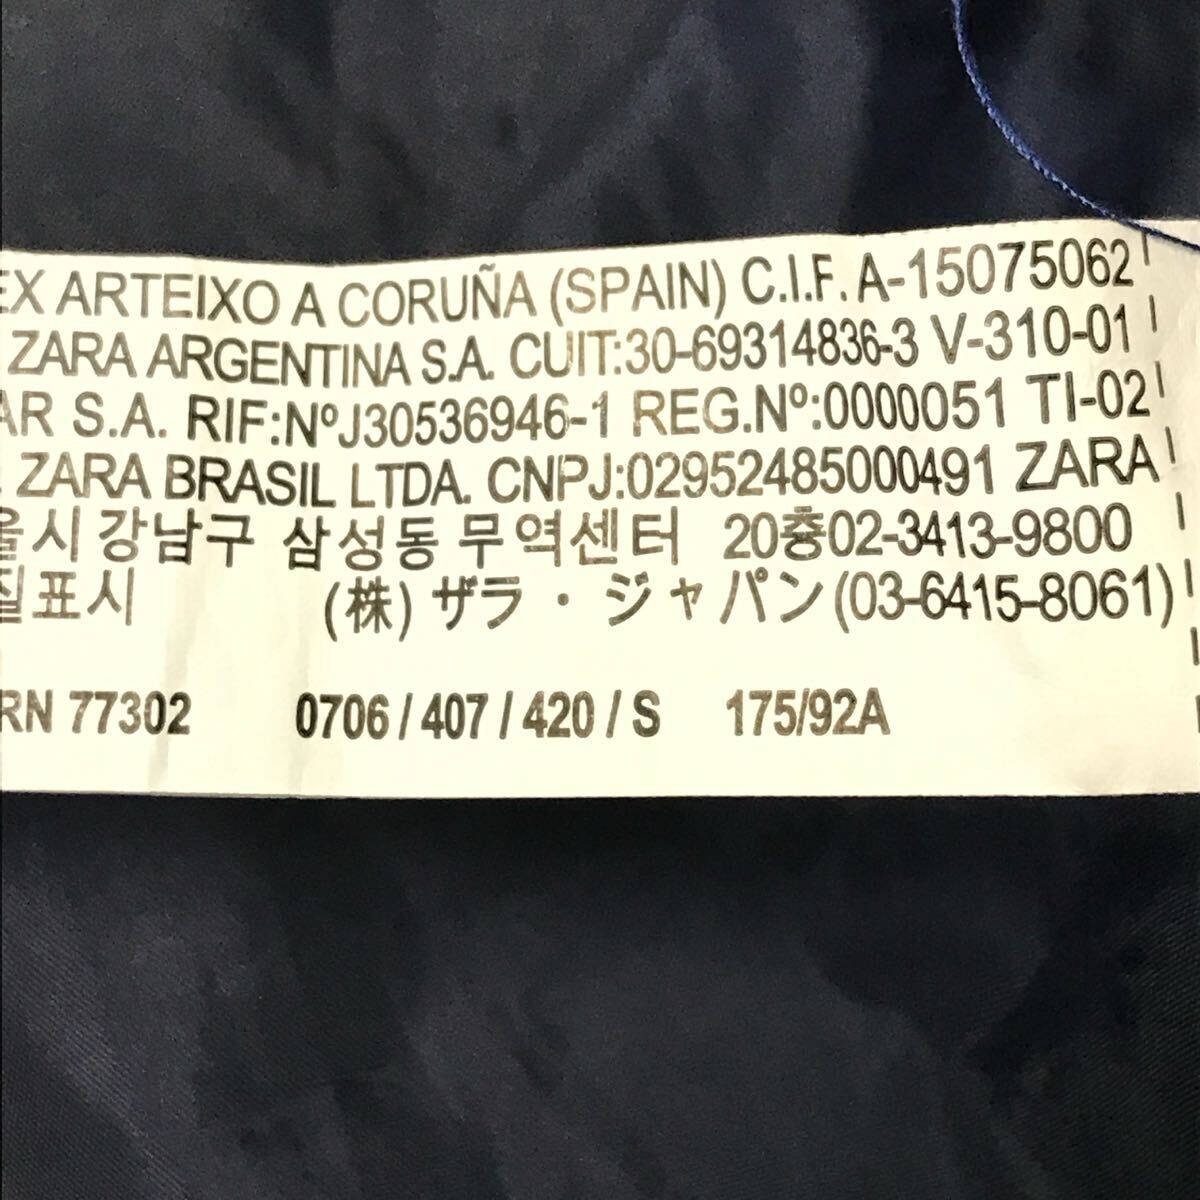 EX ARTEIXO A CORUÑA (SPAIN) C.I.F. A-15075062
ZARA ARGENTINA S.A. CUIT:30-69314836-3 V-310-01
AR S.A. RIF:NºJ30536946-1 REG.Nº:0000051 TI-02
ZARA BRASIL LTDA. CNPJ:02952485000491 ZARA
울시 강남구 삼성동 무역센터 20층02-3413-9800
질표시 (株) ザラ・ジャパン(03-6415-8061)
RN 77302 0706 / 407 / 420 / S 175/92A